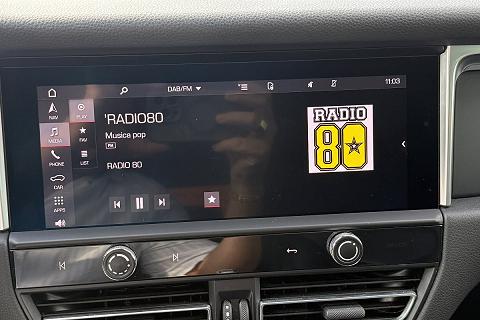 DAB/FM
11:03
NAV
PLAY
MEDIA
FAV
PHONE
LIST
CAR
APPS
'RADIO80
Musica pop
FM
RADIO 80
RADIO
80